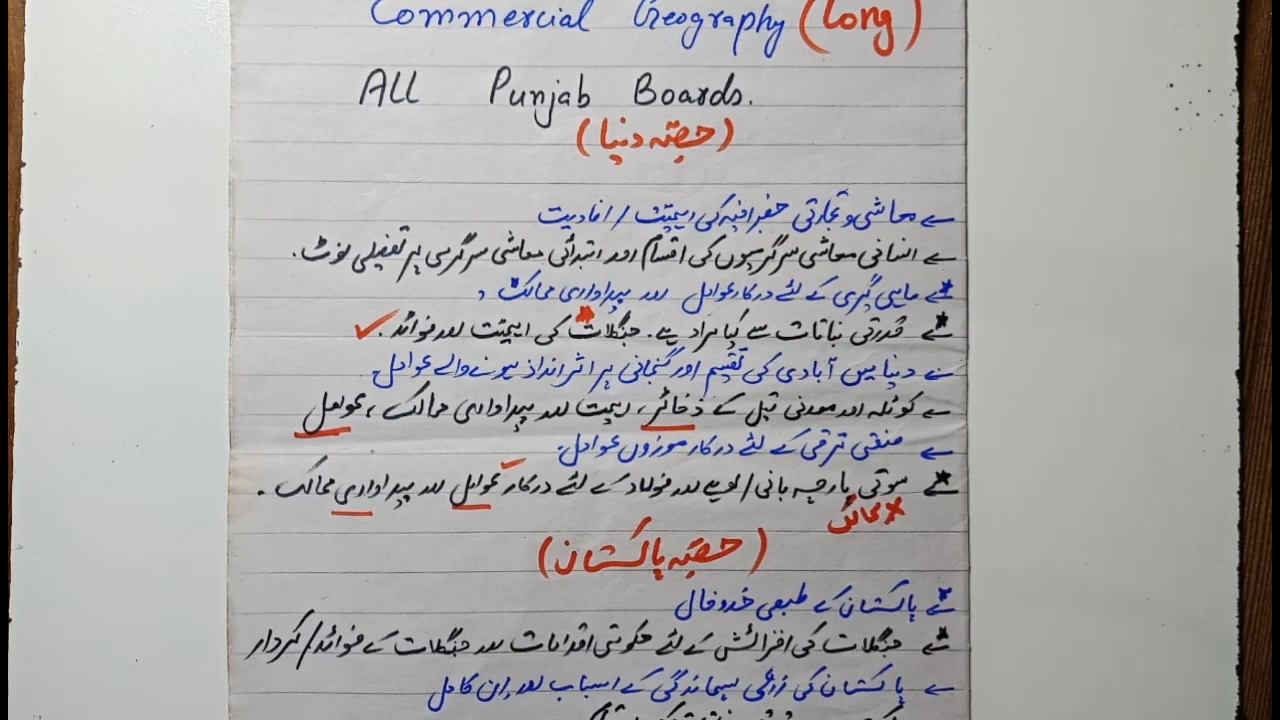 Commercial Geography (Long)
ALL Punjab Boards.
(حصّہ دنیا)
← معاشی و تجارتی جغرافیہ کی اہمیت / افادیت
← انسانی معاشی سرگرمیوں کی اقسام اور ابتدائی معاشی سرگرمی پر تفصیلی نوٹ۔
← ماہی گیری کے لئے درکار عوامل اور پیداواری ممالک ،
← قدرتی نباتات سے کیا مراد ہے۔ جنگلات کی اہمیت اور فوائد۔ ✓
← دنیا میں آبادی کی تقسیم اور گنجانی پر اثر انداز ہونے والے عوامل۔
← کوئلہ اور معدنی تیل کے ذخائر، اہمیت اور پیداواری ممالک ، عوامل
← صنعتی ترقی کے لئے درکار موزوں عوامل۔
← سوتی پارچہ بافی / لوہے اور فولاد کے لئے درکار عوامل اور پیداواری ممالک ۔
ممالک
(حصّہ پاکستان)
← پاکستان کے طبعی خدوخال
← جنگلات کی افزائش کے لئے حکومتی اقدامات اور جنگلات کے فوائد / کردار
← پاکستان کی زرعی پسماندگی کے اسباب اور ان کا حل